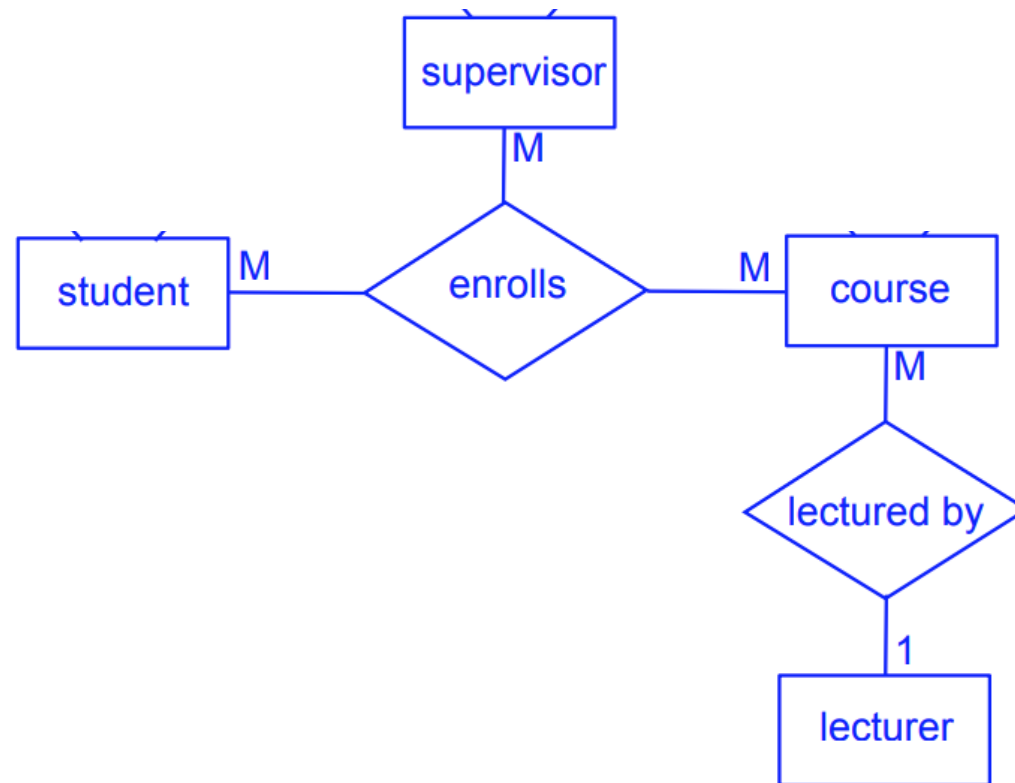 supervisor
M
student
M
enrolls
M
course
M
lectured by
1
lecturer